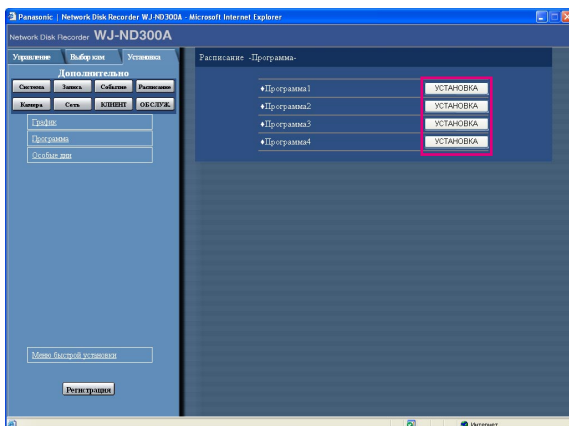 Panasonic | Network Disk Recorder WJ-ND300A - Microsoft Internet Explorer
Network Disk Recorder WJ-ND300A
Управление Выбор кам Установка
Дополнительно
Система Запись Событие Расписание
Камера Сеть КЛИЕНТ ОБСЛУЖ.
График
Программа
Особые дни
Меню быстрой установки
Регистрация
Расписание -Программа-
♦Программа1 УСТАНОВКА
♦Программа2 УСТАНОВКА
♦Программа3 УСТАНОВКА
♦Программа4 УСТАНОВКА
Интернет